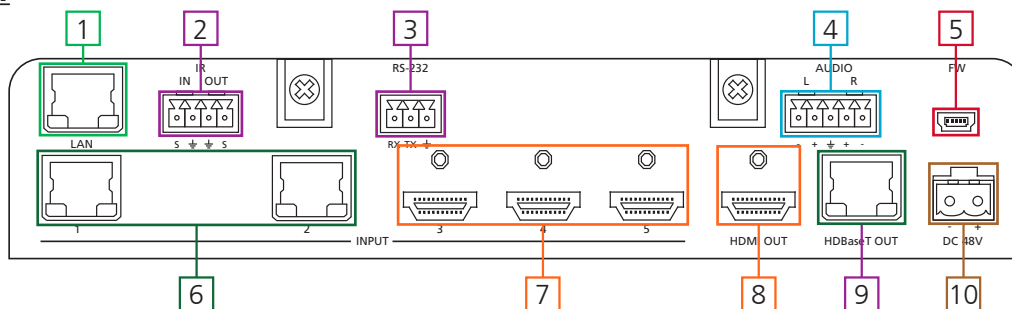 1 2 3 4 5
IR RS-232 AUDIO FW
IN OUT L R
LAN S S RX TX - + + -
1 2 3 4 5 - +
INPUT HDMI OUT HDBaseT OUT DC 48V
6 7 8 9 10